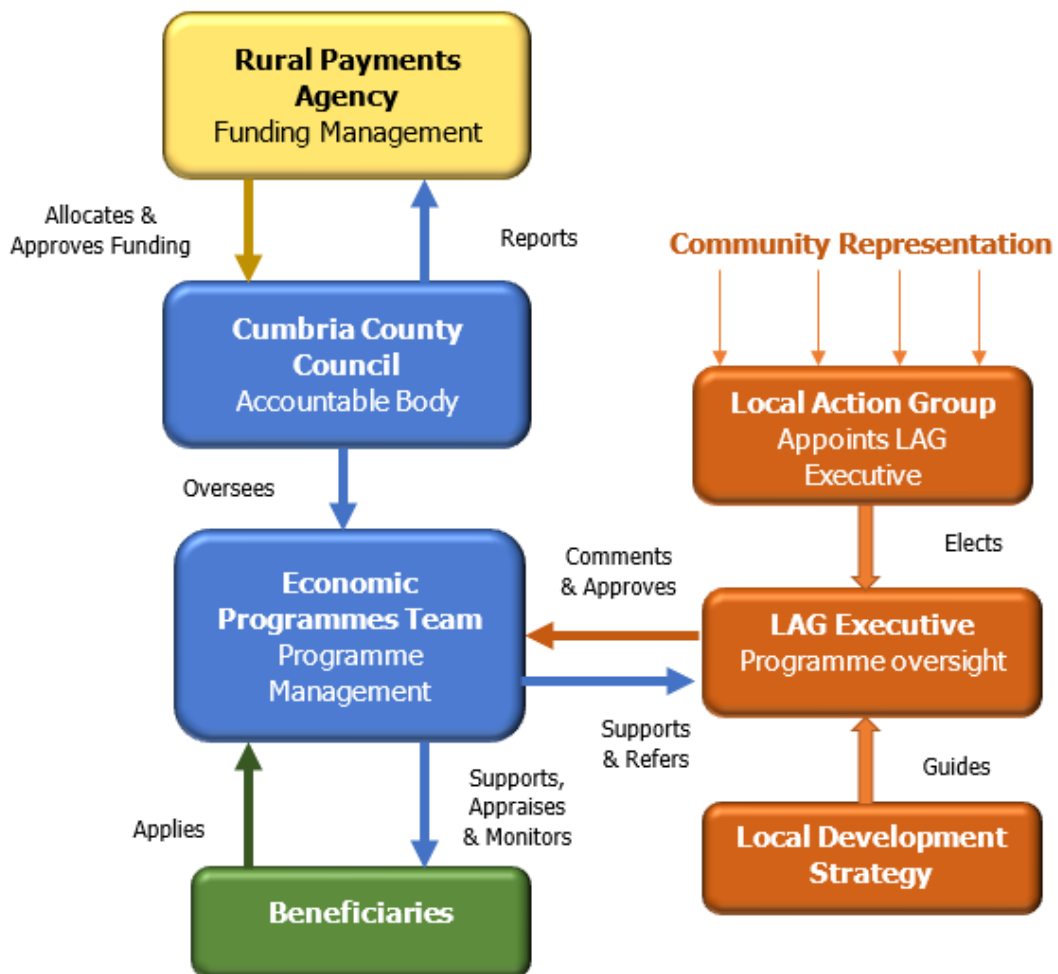 Rural Payments
Agency
Funding Management
Allocates &
Approves Funding
Reports
Community Representation
Cumbria County
Council
Accountable Body
Local Action Group
Appoints LAG
Executive
Oversees
Elects
Comments
& Approves
Economic
Programmes Team
Programme
Management
LAG Executive
Programme oversight
Supports
& Refers
Guides
Applies
Supports,
Appraises
& Monitors
Local Development
Strategy
Beneficiaries